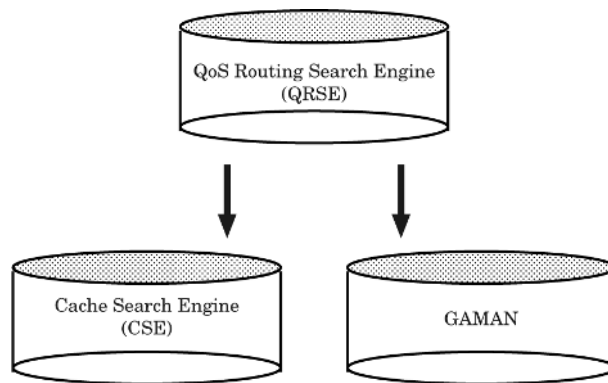 QoS Routing Search Engine
(QRSE)
Cache Search Engine
(CSE)
GAMAN